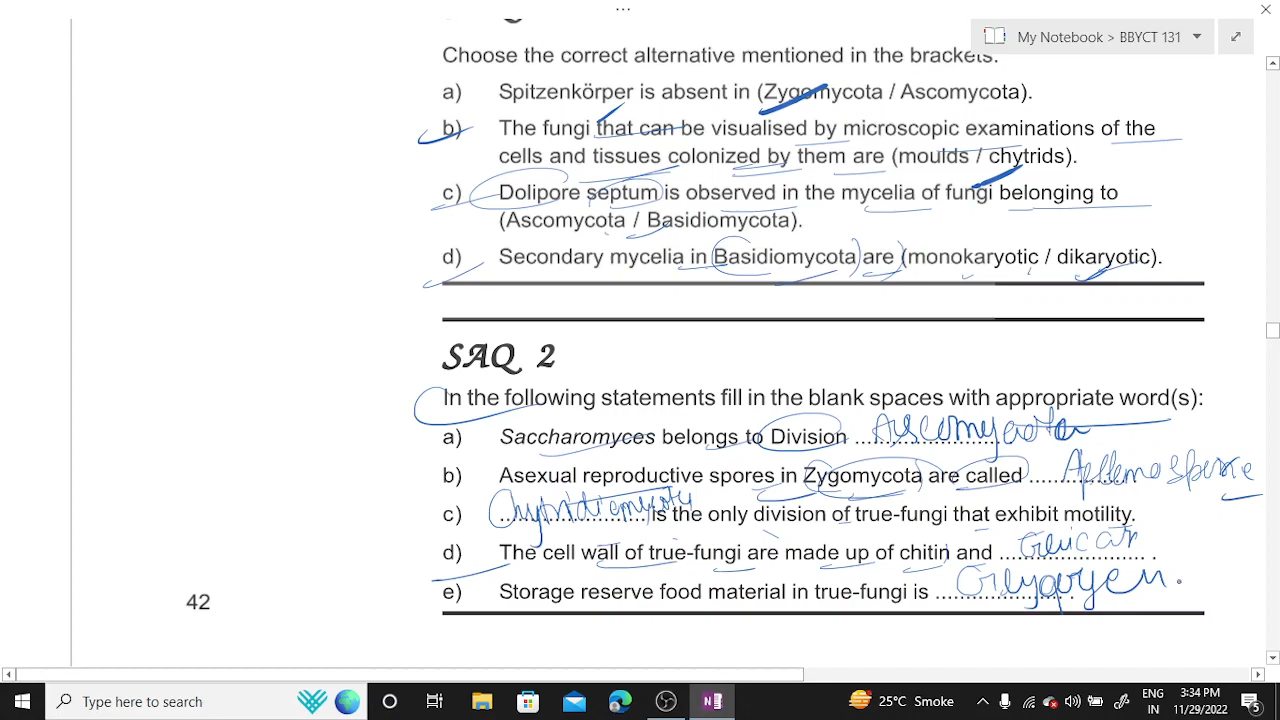 ...
My Notebook > BBYCT 131
Choose the correct alternative mentioned in the brackets.
a) Spitzenkörper is absent in (Zygomycota / Ascomycota).
b) The fungi that can be visualised by microscopic examinations of the
cells and tissues colonized by them are (moulds / chytrids).
c) Dolipore septum is observed in the mycelia of fungi belonging to
(Ascomycota / Basidiomycota).
d) Secondary mycelia in Basidiomycota are (monokaryotic / dikaryotic).
SAQ 2
In the following statements fill in the blank spaces with appropriate word(s):
a) Saccharomyces belongs to Division .................. Ascomycota
b) Asexual reproductive spores in Zygomycota are called ..................
c) Chytridiomycota ......................... is the only division of true-fungi that exhibit motility.
d) The cell wall of true-fungi are made up of chitin and ......................... .
e) Storage reserve food material in true-fungi is ..................... .
42
Type here to search
25°C Smoke
ENG
IN
3:34 PM
11/29/2022
5